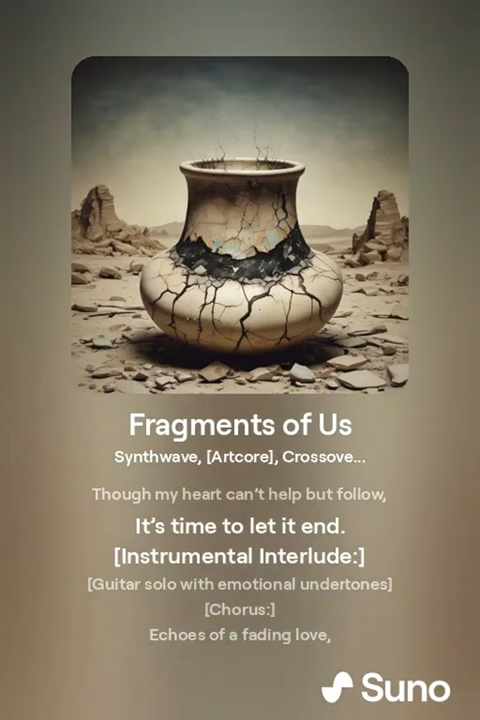 Fragments of Us
Synthwave, [Artcore], Crossove...
Though my heart can’t help but follow,
It’s time to let it end.
[Instrumental Interlude:]
[Guitar solo with emotional undertones]
[Chorus:]
Echoes of a fading love,
Suno